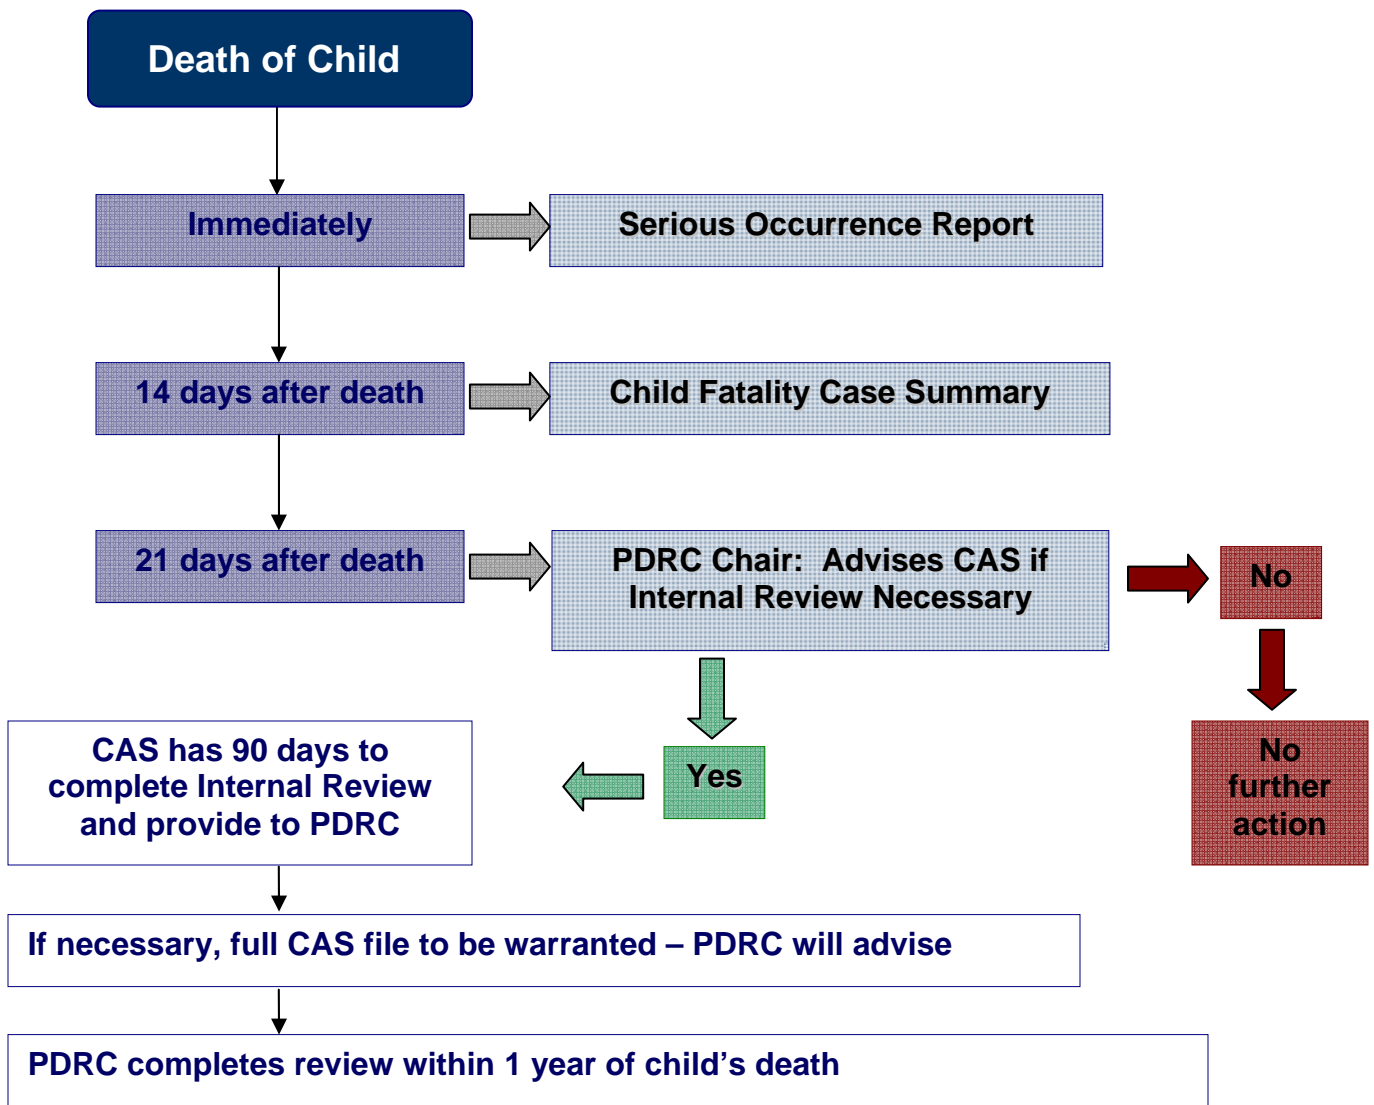 Death of Child
Immediately
Serious Occurrence Report
14 days after death
Child Fatality Case Summary
21 days after death
PDRC Chair:  Advises CAS if
Internal Review Necessary
No
No
further
action
Yes
CAS has 90 days to
complete Internal Review
and provide to PDRC
If necessary, full CAS file to be warranted – PDRC will advise
PDRC completes review within 1 year of child’s death